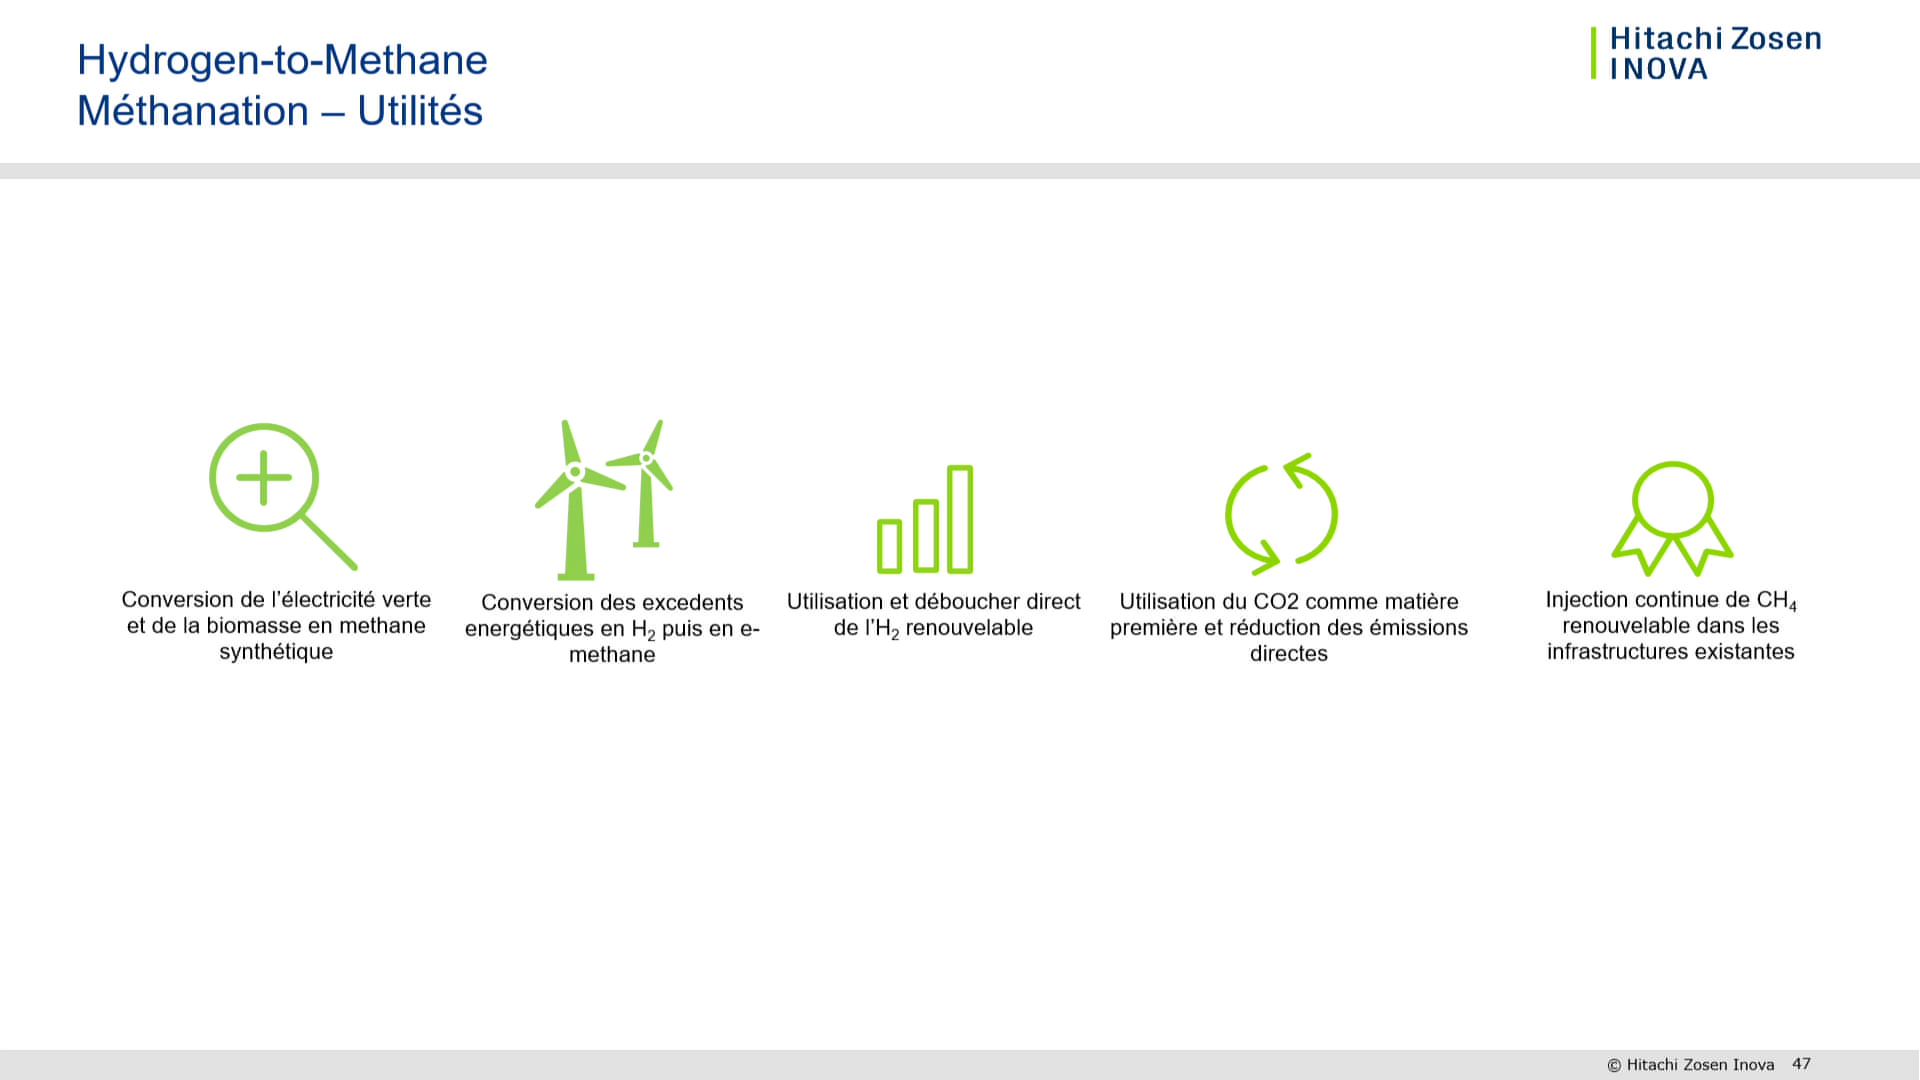 Hydrogen-to-Methane
Méthanation – Utilités
Hitachi Zosen
INOVA
Conversion de l'électricité verte
et de la biomasse en methane
synthétique
Conversion des excedents
energétiques en H₂ puis en e-
methane
Utilisation et déboucher direct
de l'H₂ renouvelable
Utilisation du CO2 comme matière
première et réduction des émissions
directes
Injection continue de CH₄
renouvelable dans les
infrastructures existantes
© Hitachi Zosen Inova 47